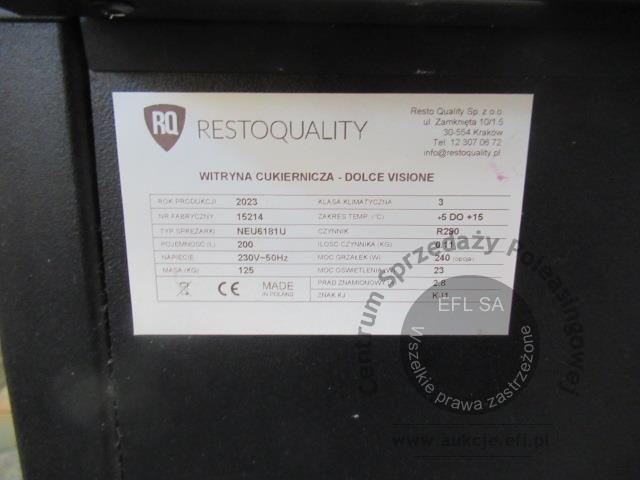 RQ RESTOQUALITY
Resto Quality Sp. z o.o.
ul. Zamknięta 10/1.5
30-554 Kraków
Tel. 12 307 06 72
info@restoquality.pl
WITRYNA CUKIERNICZA - DOLCE VISIONE
ROK PRODUKCJI 2023 KLASA KLIMATYCZNA 3
NR FABRYCZNY 15214 ZAKRES TEMP. (°C) +5 DO +15
TYP SPRĘŻARKI NEU6181U CZYNNIK R290
POJEMNOŚĆ (L) 200 ILOŚĆ CZYNNIKA (KG) 0.11
NAPIĘCIE 230V~50Hz MOC GRZAŁEK (W) 240 (opcja)
MASA (KG) 125 MOC OŚWIETLENIA (W) 23
PRĄD ZNAMIONOWY 2.8
ZNAK KJ KJ1
CE MADE
IN POLAND
Centrum Sprzedaży Poleasingowej
EFL SA
Wszelkie prawa zastrzeżone
www.aukcje.efl.pl